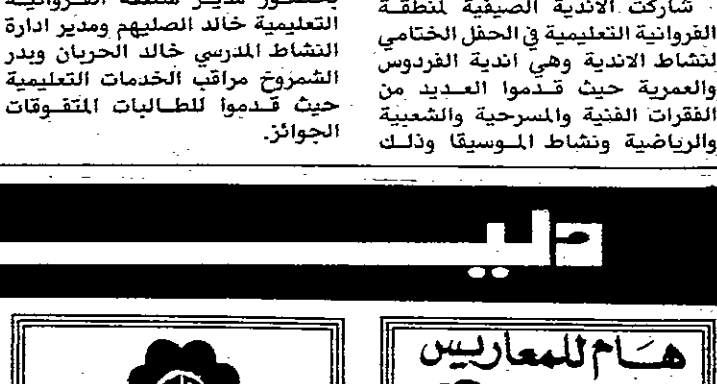 شاركت الاندية الصيفية لمنطقة
الفروانية التعليمية في الحفل الختامي
لنشاط الاندية وهي اندية الفردوس
والعمرية حيث قدموا العديد من
الفقرات الفنية والمسرحية والشعبية
والرياضية ونشاط الموسيقا وذلك
بحضور مدير منطقة الفروانية
التعليمية خالد الصليهم ومدير ادارة
النشاط المدرسي خالد الحربان وبدر
الشمروخ مراقب الخدمات التعليمية
حيث قدموا للطالبات المتفوقات
الجوائز.
هام للمعاريس